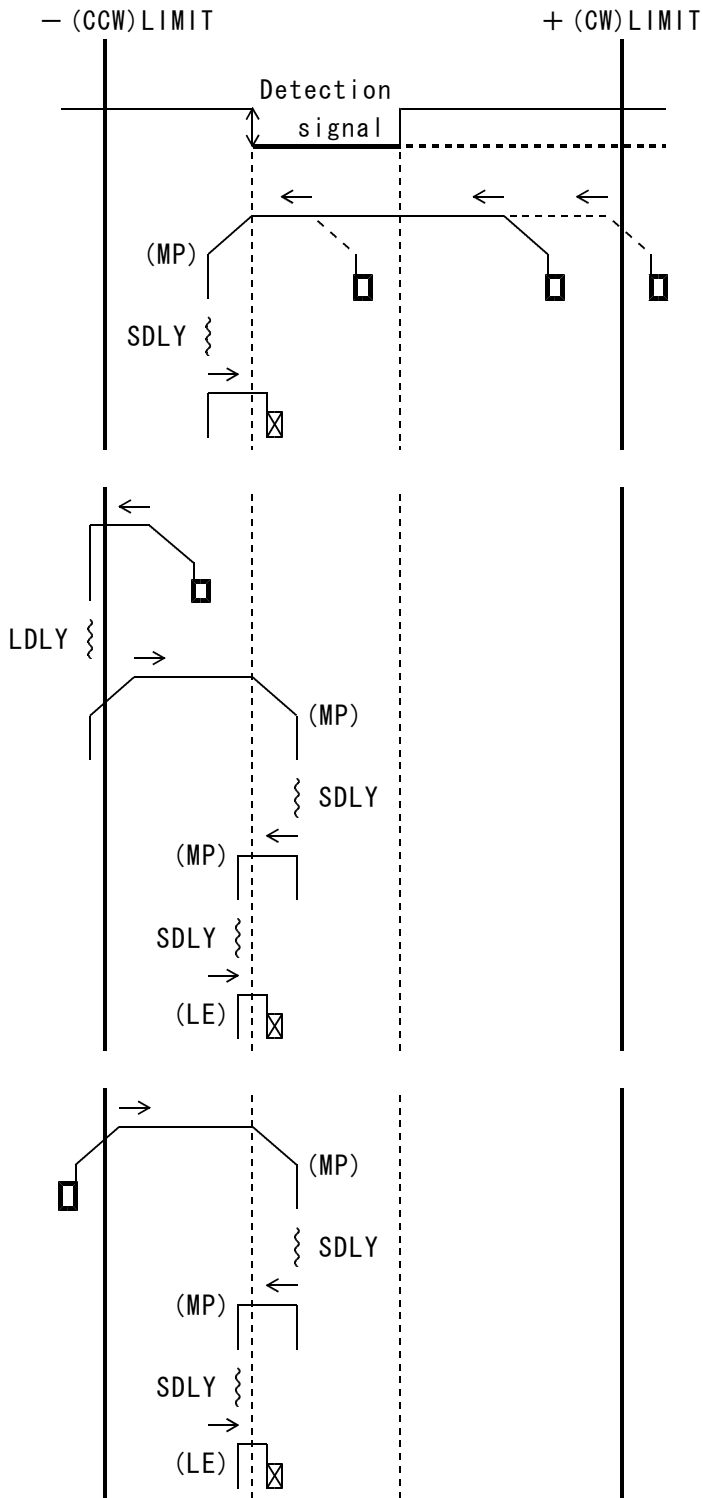 －(CCW)LIMIT
＋(CW)LIMIT
Detection
signal
(MP)
SDLY
LDLY
(MP)
SDLY
(MP)
SDLY
(LE)
(MP)
SDLY
(MP)
SDLY
(LE)